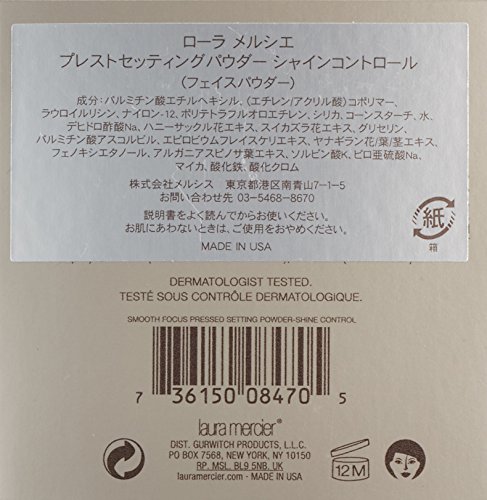 ローラ メルシエ
プレストセッティングパウダー シャインコントロール
(フェイスパウダー)
成分:パルミチン酸エチルヘキシル、(エチレン/アクリル酸)コポリマー、
ラウロイルリシン、ナイロン-12、ポリテトラフルオロエチレン、シリカ、コーンスターチ、水、
デヒドロ酢酸Na、ハニーサックル花エキス、スイカズラ花エキス、グリセリン、
パルミチン酸アスコルビル、エピロビウムフレイスケリエキス、ヤナギラン花/葉/茎エキス、
フェノキシエタノール、アルガニアスピノサ葉エキス、ソルビン酸K、ピロ亜硫酸Na、
マイカ、酸化鉄、酸化クロム
株式会社メルシス 東京都港区南青山7-1-5
お問い合わせ先 03-5468-8670
説明書をよく読んでからお使いください。
お肌にあわないときは、ご使用をおやめください。
MADE IN USA
紙
箱
DERMATOLOGIST TESTED.
TESTÉ SOUS CONTRÔLE DERMATOLOGIQUE.
SMOOTH FOCUS PRESSED SETTING POWDER-SHINE CONTROL
7 36150 08470 5
laura mercier®
DIST. GURWITCH PRODUCTS, L.L.C.
PO BOX 7568, NEW YORK, NY 10150
RP. MSL. BL9 5NB. UK
lauramercier.com MADE IN USA
12M